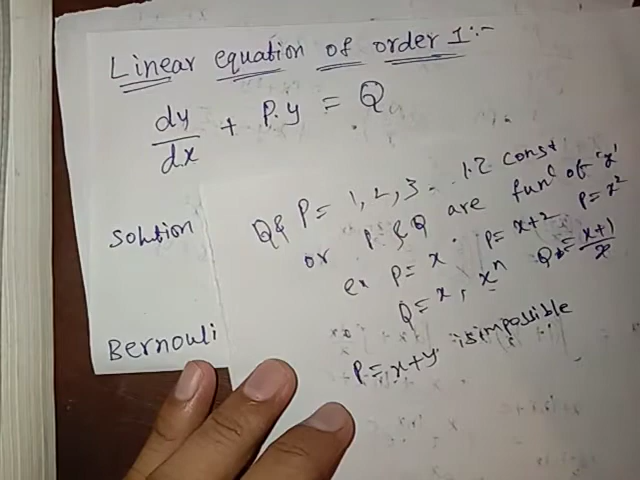 Linear equation of order 1:-
dy/dx + P.y = Q
Solution
Bernouli
Q & P = 1, 2, 3 - 1.2 const
or P & Q are funⁿ of 'x'
ex P = x . P = x+2 P = x²
Q = x, xⁿ Q = x+1/x
P = x+y is impossible